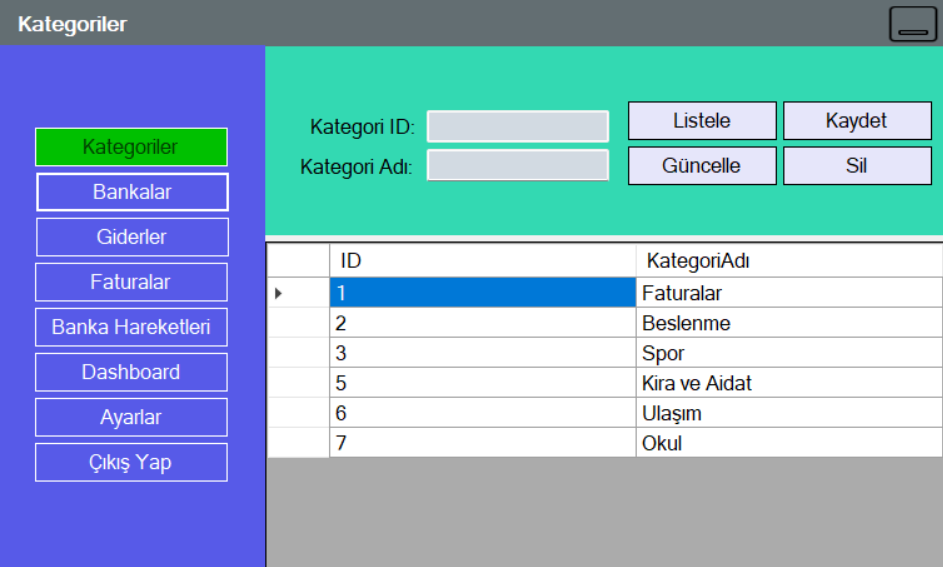 Kategoriler
Kategoriler
Bankalar
Giderler
Faturalar
Banka Hareketleri
Dashboard
Ayarlar
Çıkış Yap
Kategori ID:
Kategori Adı:
Listele Kaydet
Güncelle Sil
ID KategoriAdı
1 Faturalar
2 Beslenme
3 Spor
5 Kira ve Aidat
6 Ulaşım
7 Okul